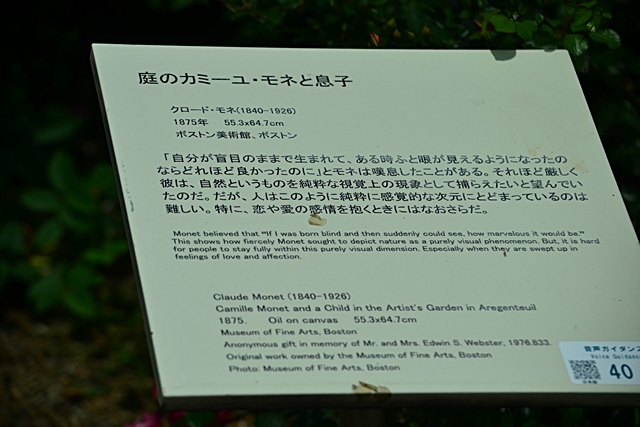 庭のカミーユ・モネと息子
クロード・モネ(1840-1926)
1875年 55.3x64.7cm
ボストン美術館、ボストン
「自分が盲目のままで生まれて、ある時ふと眼が見えるようになったの
ならどれほど良かったのに」とモネは嘆息したことがある。それほど厳しく
彼は、自然というものを純粋な視覚上の現象として捕らえたいと望んでい
たのだ。だが、人はこのように純粋に感覚的な次元にとどまっているのは
難しい。特に、恋や愛の感情を抱くときにはなおさらだ。
Monet believed that "If I was born blind and then suddenly could see, how marvelous it would be."
This shows how fiercely Monet sought to depict nature as a purely visual phenomenon. But, it is hard
for people to stay fully within this purely visual dimension. Especially when they are swept up in
feelings of love and affection.
Claude Monet (1840-1926)
Camille Monet and a Child in the Artist's Garden in Aregenteuil
1875. Oil on canvas 55.3x64.7cm
Museum of Fine Arts, Boston
Anonymous gift in memory of Mr. and Mrs. Edwin S. Webster, 1976.833.
Original work owned by the Museum of Fine Arts, Boston
Photo: Museum of Fine Arts, Boston
音声ガイダンス
Voice Guidance
40